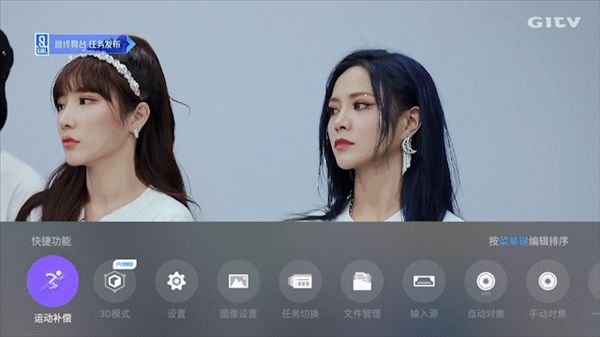 GITV
最终舞台 任务发布
快捷功能
按菜单键编辑排序
运动补偿
3D模式
设置
图像设置
任务切换
文件管理
输入源
自动对焦
手动对焦
一